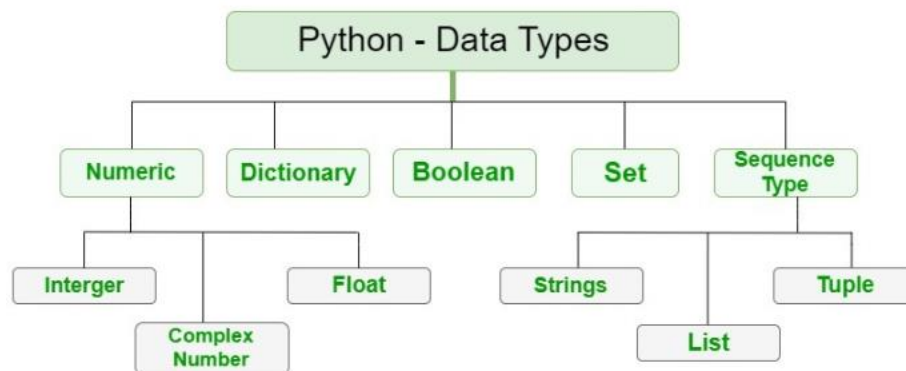 Python - Data Types
Numeric
Dictionary
Boolean
Set
Sequence
Type
Interger
Complex
Number
Float
Strings
List
Tuple